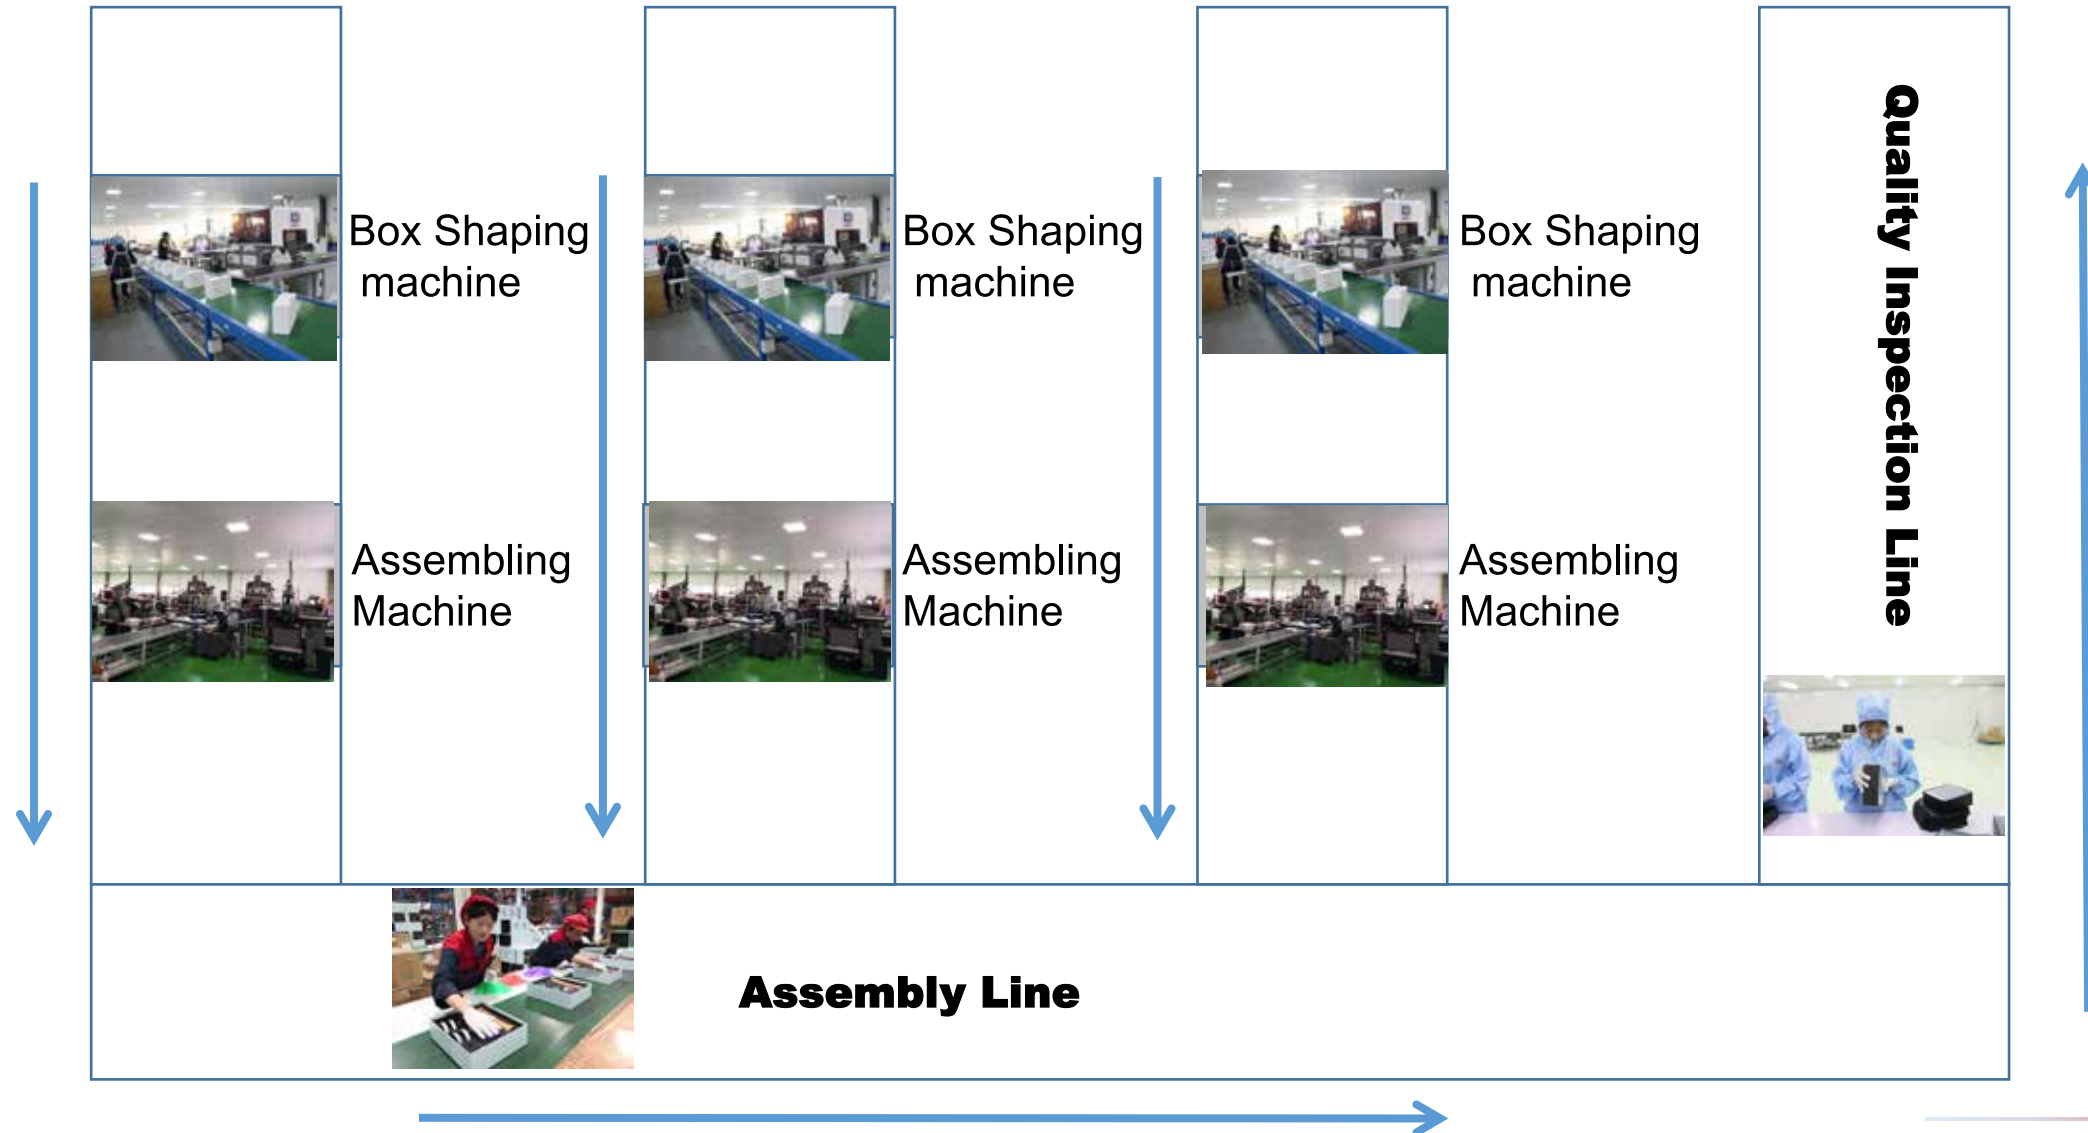 Box Shaping
machine
Box Shaping
machine
Box Shaping
machine
Assembling
Machine
Assembling
Machine
Assembling
Machine
Quality Inspection Line
Assembly Line